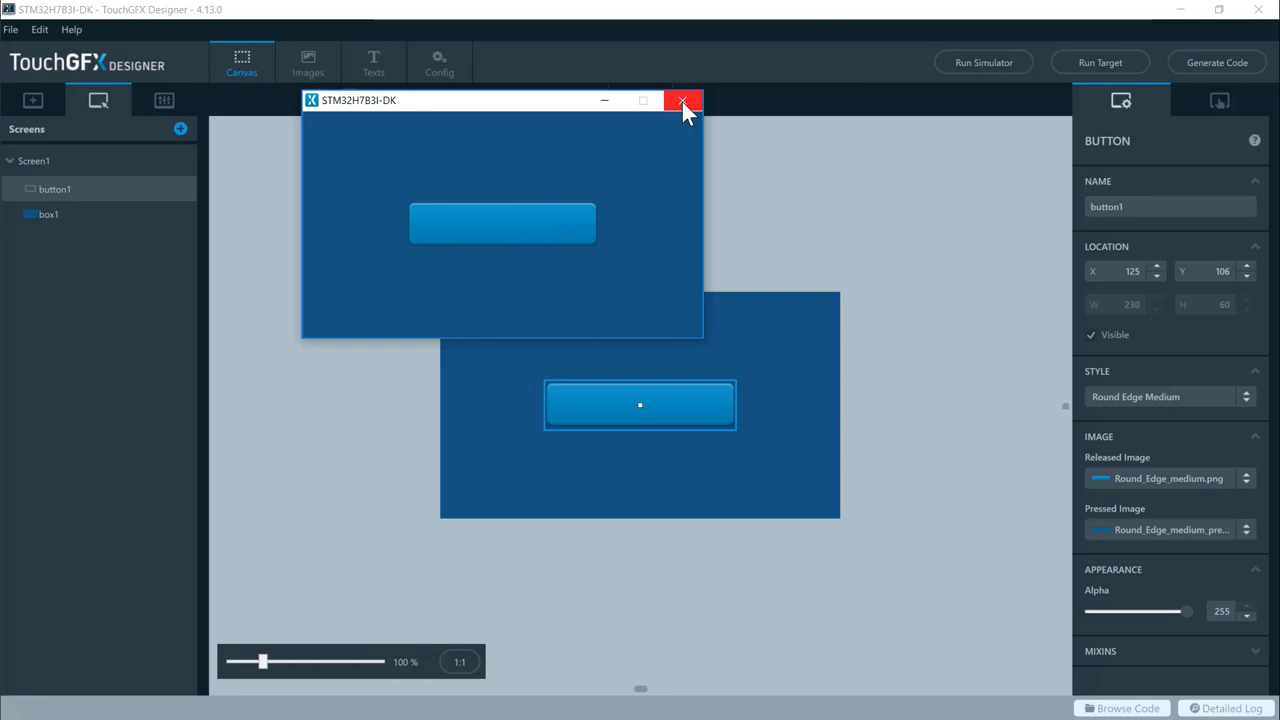 STM32H7B3I-DK - TouchGFX Designer - 4.13.0
File Edit Help
TouchGFX DESIGNER
Canvas
Images
Texts
Config
Run Simulator
Run Target
Generate Code
Screens
Screen1
button1
box1
STM32H7B3I-DK
100 %
1:1
BUTTON
NAME
button1
LOCATION
X 125 Y 106
W 230 H 60
Visible
STYLE
Round Edge Medium
IMAGE
Released Image
Round_Edge_medium.png
Pressed Image
Round_Edge_medium_pre...
APPEARANCE
Alpha
255
MIXINS
Browse Code
Detailed Log